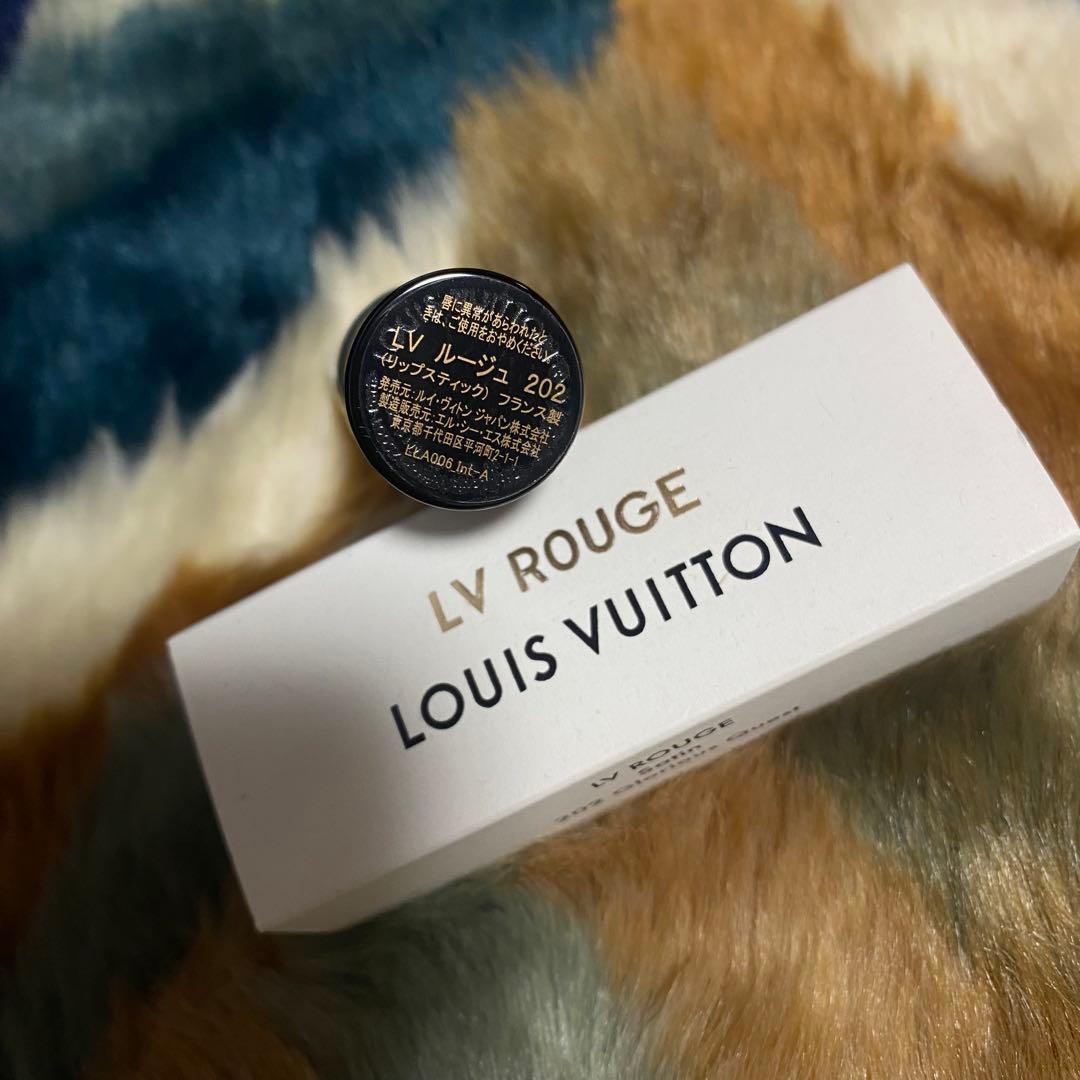 唇に異常があらわれたと
きは、ご使用をおやめください。
LV ルージュ 202
(リップスティック) フランス製
発売元:ルイ・ヴィトン ジャパン株式会社
製造販売元:エル・シー・エス株式会社
東京都千代田区平河町2-1-1
LLA006_Int-A
LV ROUGE
LOUIS VUITTON
LV ROUGE
Satin
202 Glorious Quest